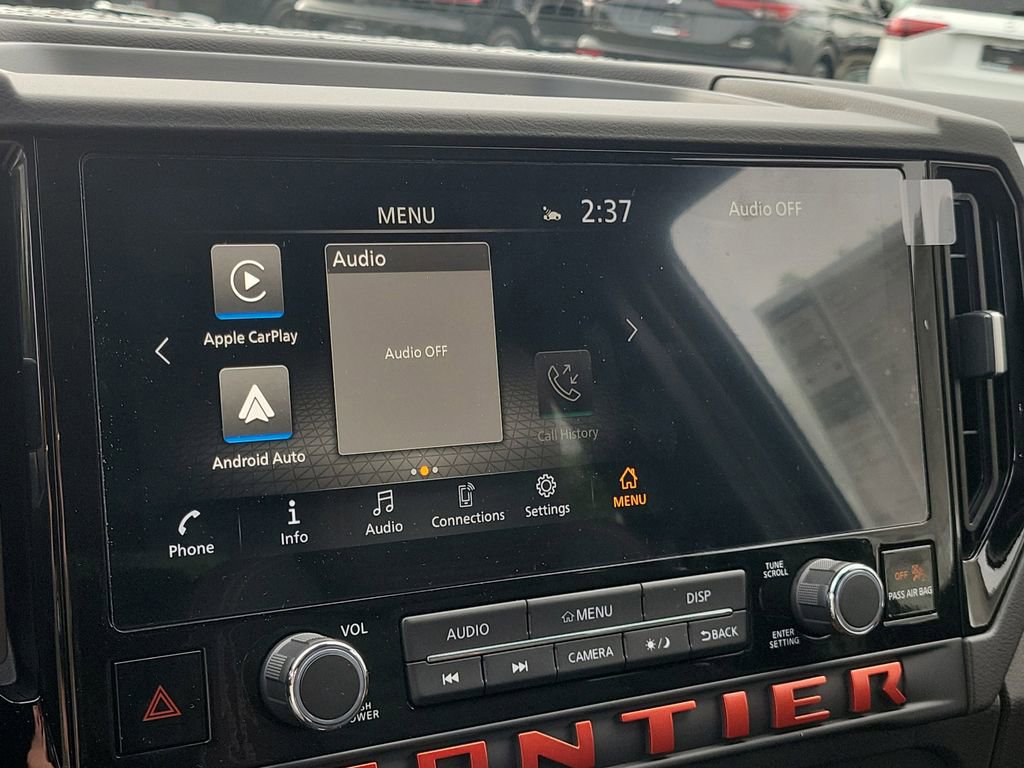 MENU
2:37
Audio OFF
Audio
Audio OFF
Apple CarPlay
Android Auto
Call History
Phone
Info
Audio
Connections
Settings
MENU
VOL
AUDIO
MENU
DISP
CAMERA
BACK
TUNE
SCROLL
ENTER
SETTING
OFF
PASS AIR BAG
ONTIER